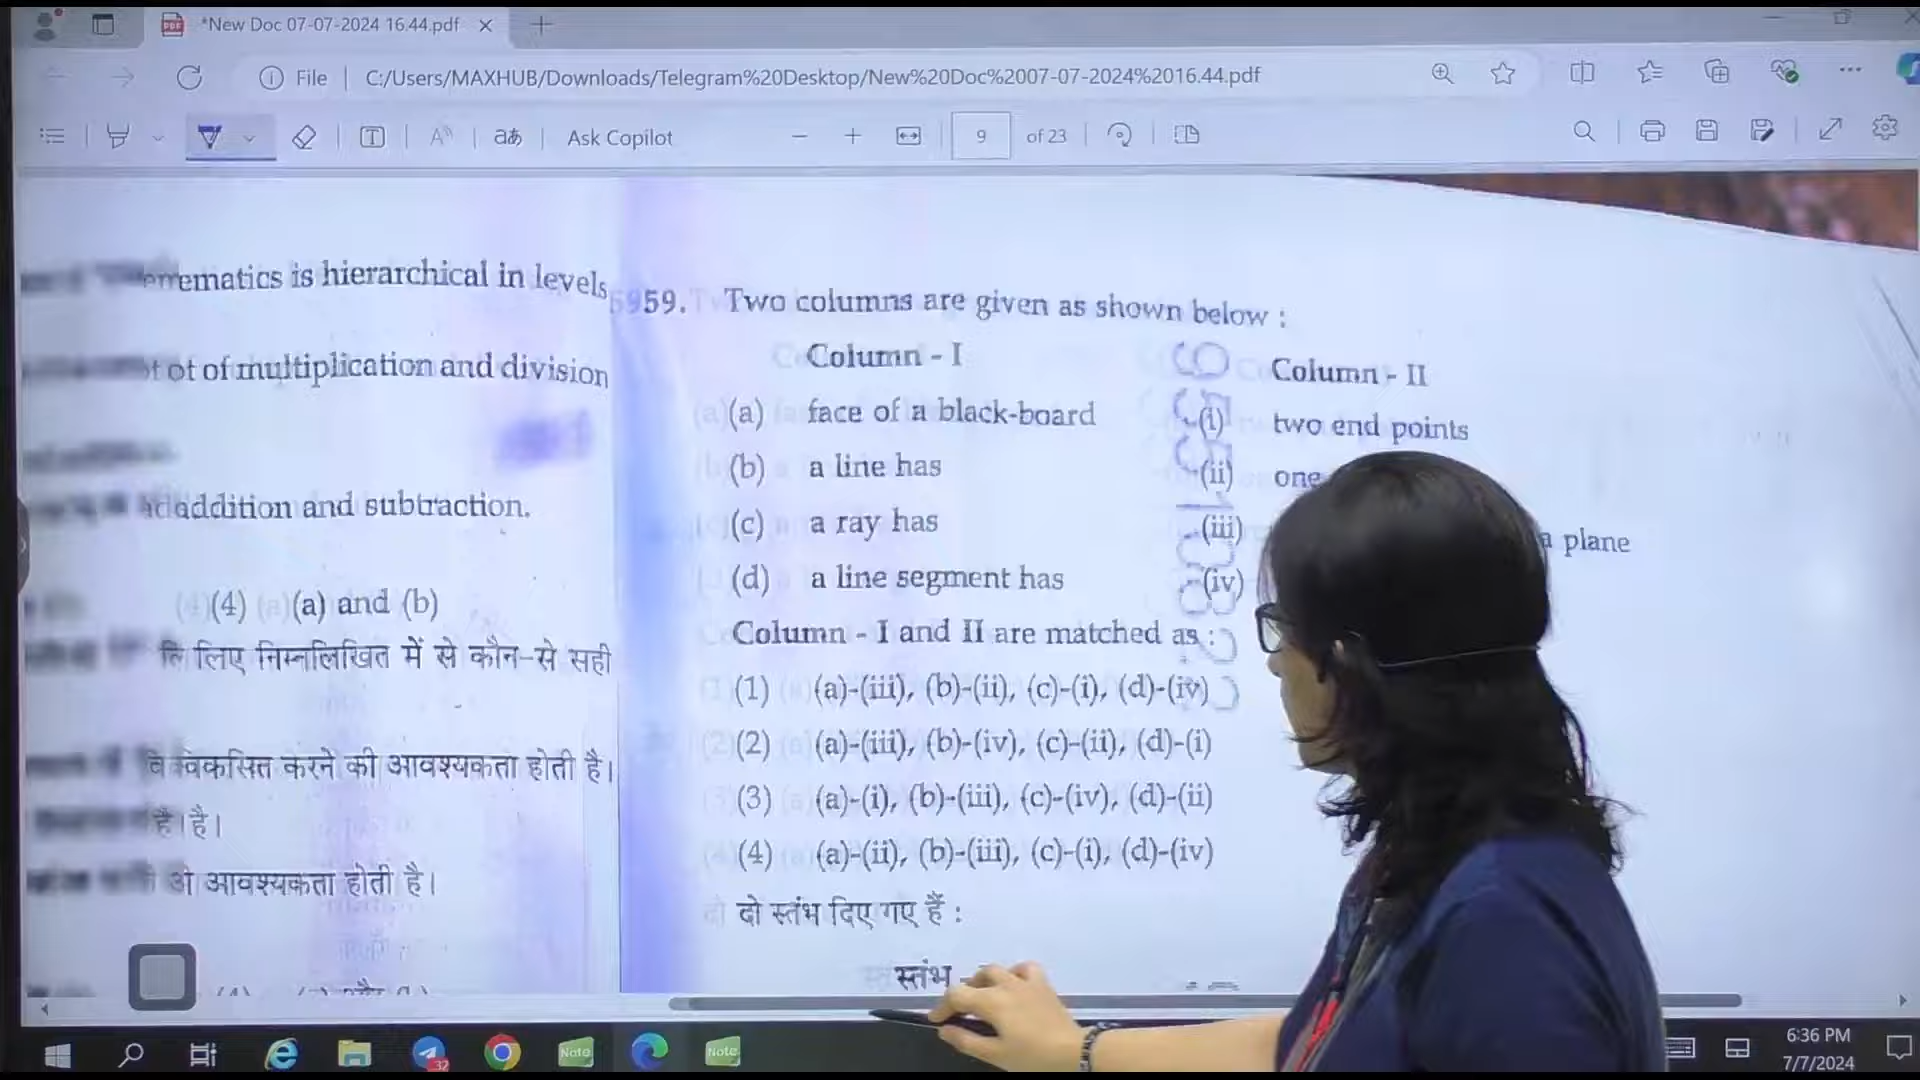 *New Doc 07-07-2024 16.44.pdf
File
C:/Users/MAXHUB/Downloads/Telegram%20Desktop/New%20Doc%2007-07-2024%2016.44.pdf
Ask Copilot
9 of 23
is hierarchical in levels
of multiplication and division
addition and subtraction.
(4) (a) and (b)
लिए निम्नलिखित में से कौन-से सही
विकसित करने की आवश्यकता होती है।
है।
आवश्यकता होती है।
59. Two columns are given as shown below :
Column - I Column - II
(a) face of a black-board (i) two end points
(b) a line has (ii) one
(c) a ray has (iii) a plane
(d) a line segment has (iv)
Column - I and II are matched as :
(1) (a)-(iii), (b)-(ii), (c)-(i), (d)-(iv)
(2) (a)-(iii), (b)-(iv), (c)-(ii), (d)-(i)
(3) (a)-(i), (b)-(iii), (c)-(iv), (d)-(ii)
(4) (a)-(ii), (b)-(iii), (c)-(i), (d)-(iv)
दो स्तंभ दिए गए हैं :
स्तंभ -
32
Note
Note
6:36 PM
7/7/2024